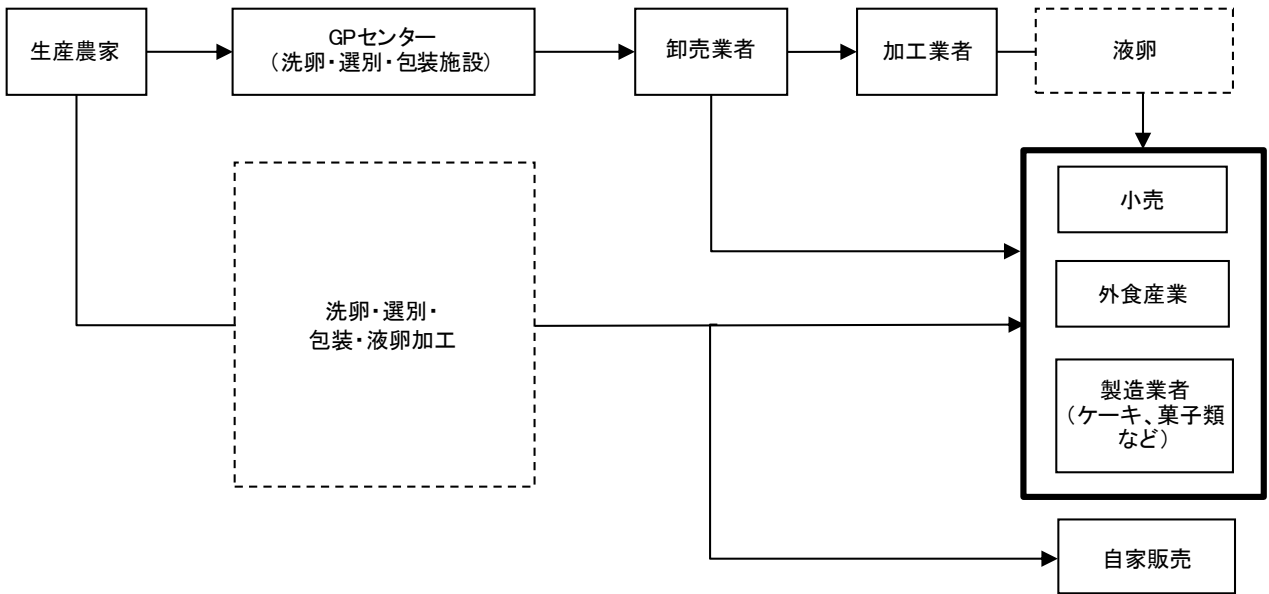 生産農家
GPセンター
（洗卵・選別・包装施設）
卸売業者
加工業者
液卵
小売
外食産業
製造業者
（ケーキ、菓子類
など）
洗卵・選別・
包装・液卵加工
自家販売